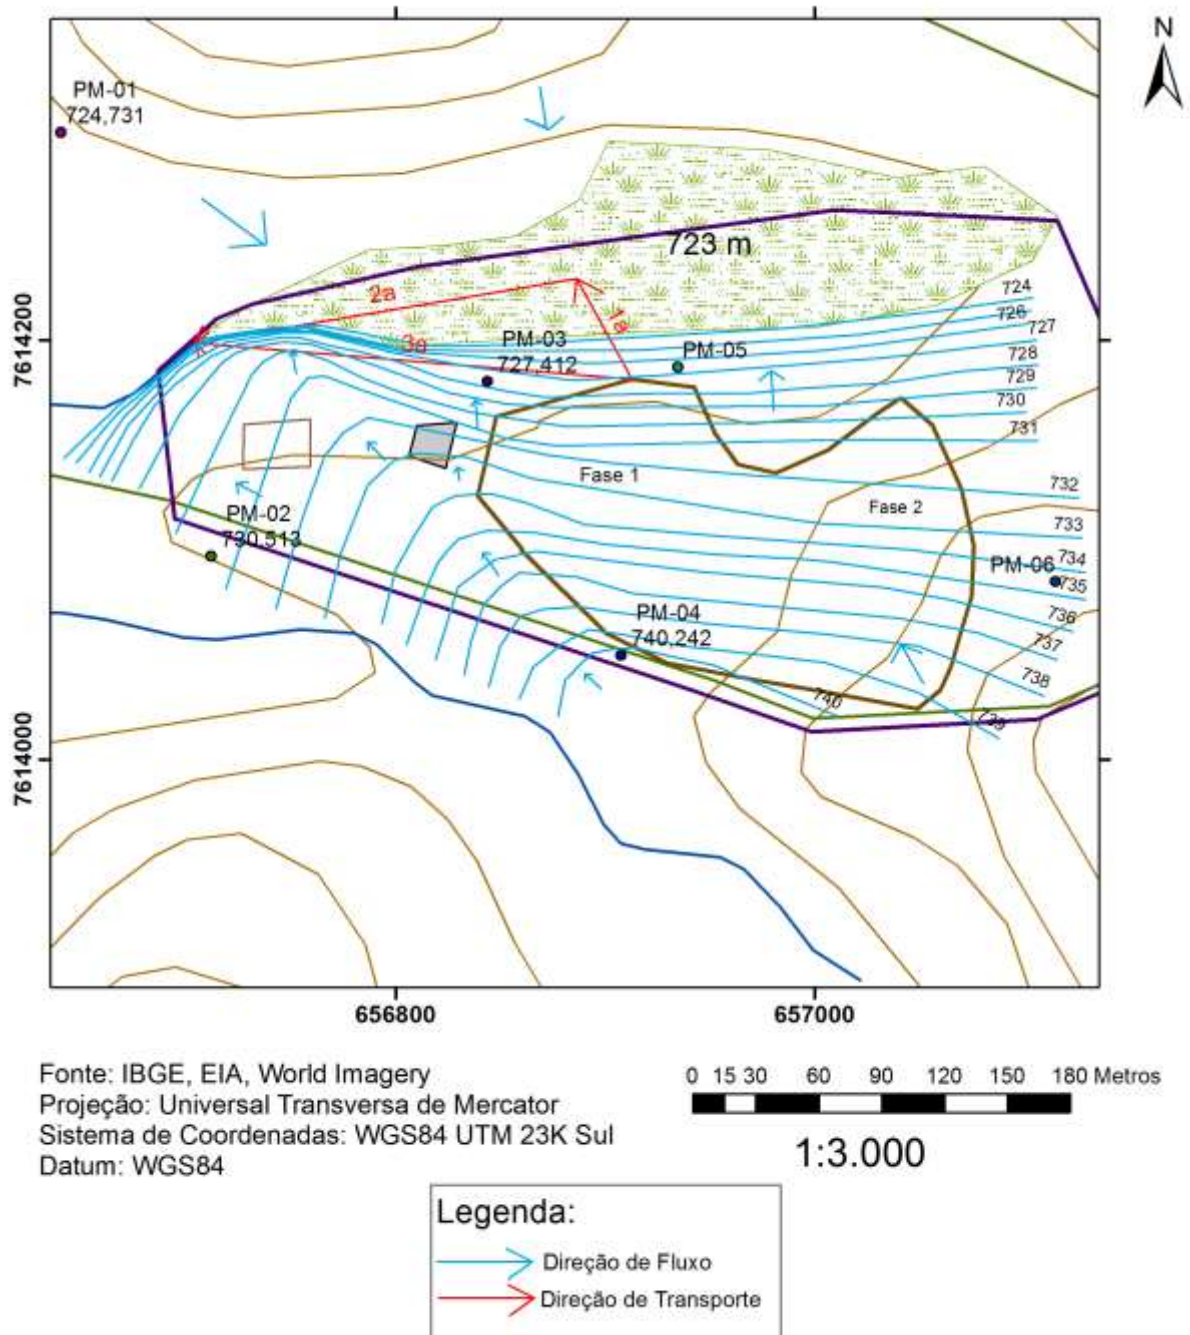 N
PM-01
724,731
723 m
2a
1a
3a
PM-03
727,412
PM-05
724
726
727
728
729
730
731
732
733
734
735
736
737
738
739
740
Fase 1
Fase 2
PM-02
730,513
PM-04
740,242
PM-06
7614200
7614000
656800
657000
Fonte: IBGE, EIA, World Imagery
Projeção: Universal Transversa de Mercator
Sistema de Coordenadas: WGS84 UTM 23K Sul
Datum: WGS84
0 15 30 60 90 120 150 180 Metros
1:3.000
Legenda:
Direção de Fluxo
Direção de Transporte